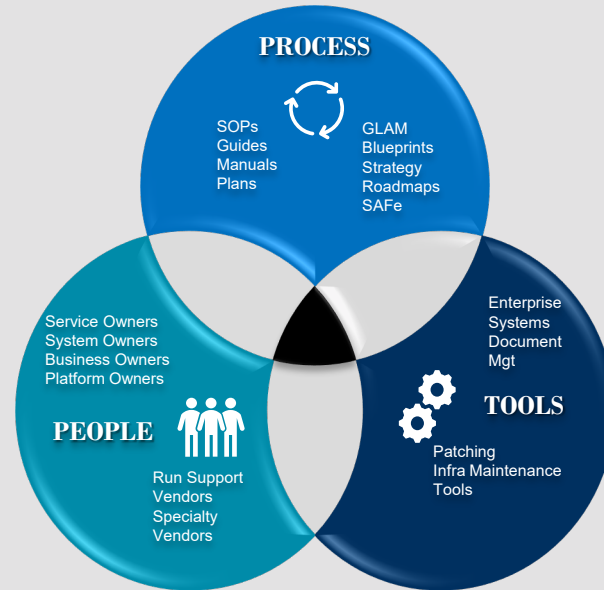 PROCESS
SOPs
Guides
Manuals
Plans
GLAM
Blueprints
Strategy
Roadmaps
SAFe
Service Owners
System Owners
Business Owners
Platform Owners
PEOPLE
Run Support
Vendors
Specialty
Vendors
Enterprise
Systems
Document
Mgt
TOOLS
Patching
Infra Maintenance
Tools